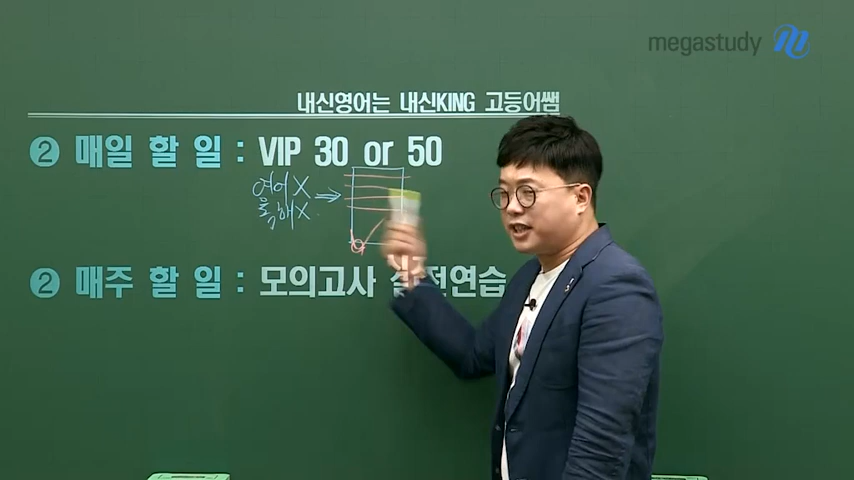 megastudy
내신영어는 내신KING 고등어쌤
② 매일 할 일 : VIP 30 or 50
영어 X
독해 X
② 매주 할 일 : 모의고사 실전연습